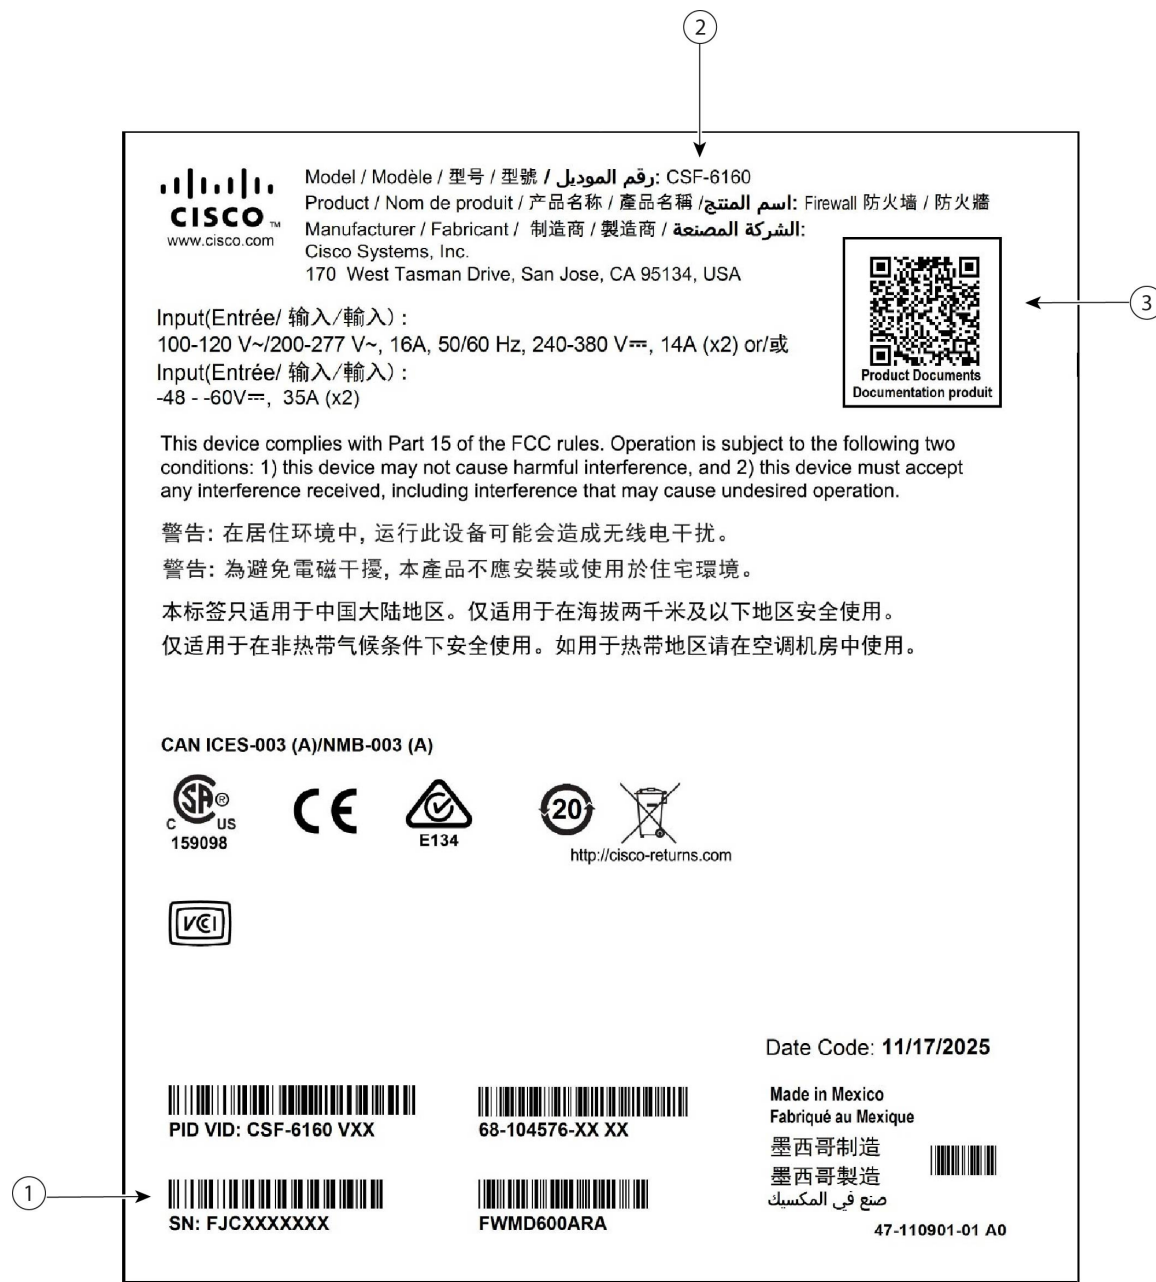 2
CISCO ™
www.cisco.com
Model / Modèle / 型号 / 型號 / رقم الموديل: CSF-6160
Product / Nom de produit / 产品名称 / 產品名稱 /اسم المنتج: Firewall 防火墙 / 防火牆
Manufacturer / Fabricant / 制造商 / 製造商 / الشركة المصنعة:
Cisco Systems, Inc.
170 West Tasman Drive, San Jose, CA 95134, USA
3
Product Documents
Documentation produit
Input(Entrée/ 输入/輸入) :
100-120 V~/200-277 V~, 16A, 50/60 Hz, 240-380 V⎓, 14A (x2) or/或
Input(Entrée/ 输入/輸入) :
-48 - -60V⎓, 35A (x2)
This device complies with Part 15 of the FCC rules. Operation is subject to the following two
conditions: 1) this device may not cause harmful interference, and 2) this device must accept
any interference received, including interference that may cause undesired operation.
警告: 在居住环境中, 运行此设备可能会造成无线电干扰。
警告: 為避免電磁干擾, 本產品不應安裝或使用於住宅環境。
本标签只适用于中国大陆地区。仅适用于在海拔两千米及以下地区安全使用。
仅适用于在非热带气候条件下安全使用。如用于热带地区请在空调机房中使用。
CAN ICES-003 (A)/NMB-003 (A)
SA ®
C US
159098
CE
E134
20
http://cisco-returns.com
VCI
Date Code: 11/17/2025
PID VID: CSF-6160 VXX
68-104576-XX XX
Made in Mexico
Fabriqué au Mexique
墨西哥制造
墨西哥製造
صنع في المكسيك
1
SN: FJCXXXXXXX
FWMD600ARA
47-110901-01 A0